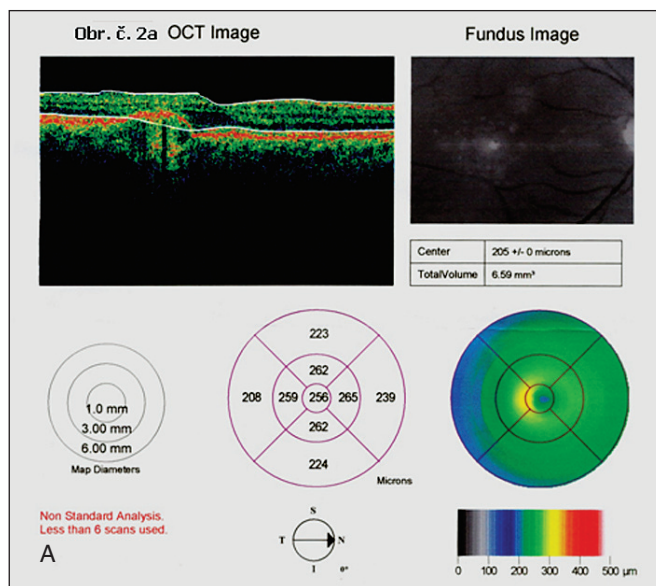 Obr. č. 2a OCT Image
Fundus Image
Center 205 +/- 0 microns
TotalVolume 6.59 mm³
1.0 mm
3.00 mm
6.00 mm
Map Diameters
223
262
208 259 256 265 239
262
224
Microns
Non Standard Analysis.
Less than 6 scans used.
A
S
T N
I 0°
0 100 200 300 400 500 µm